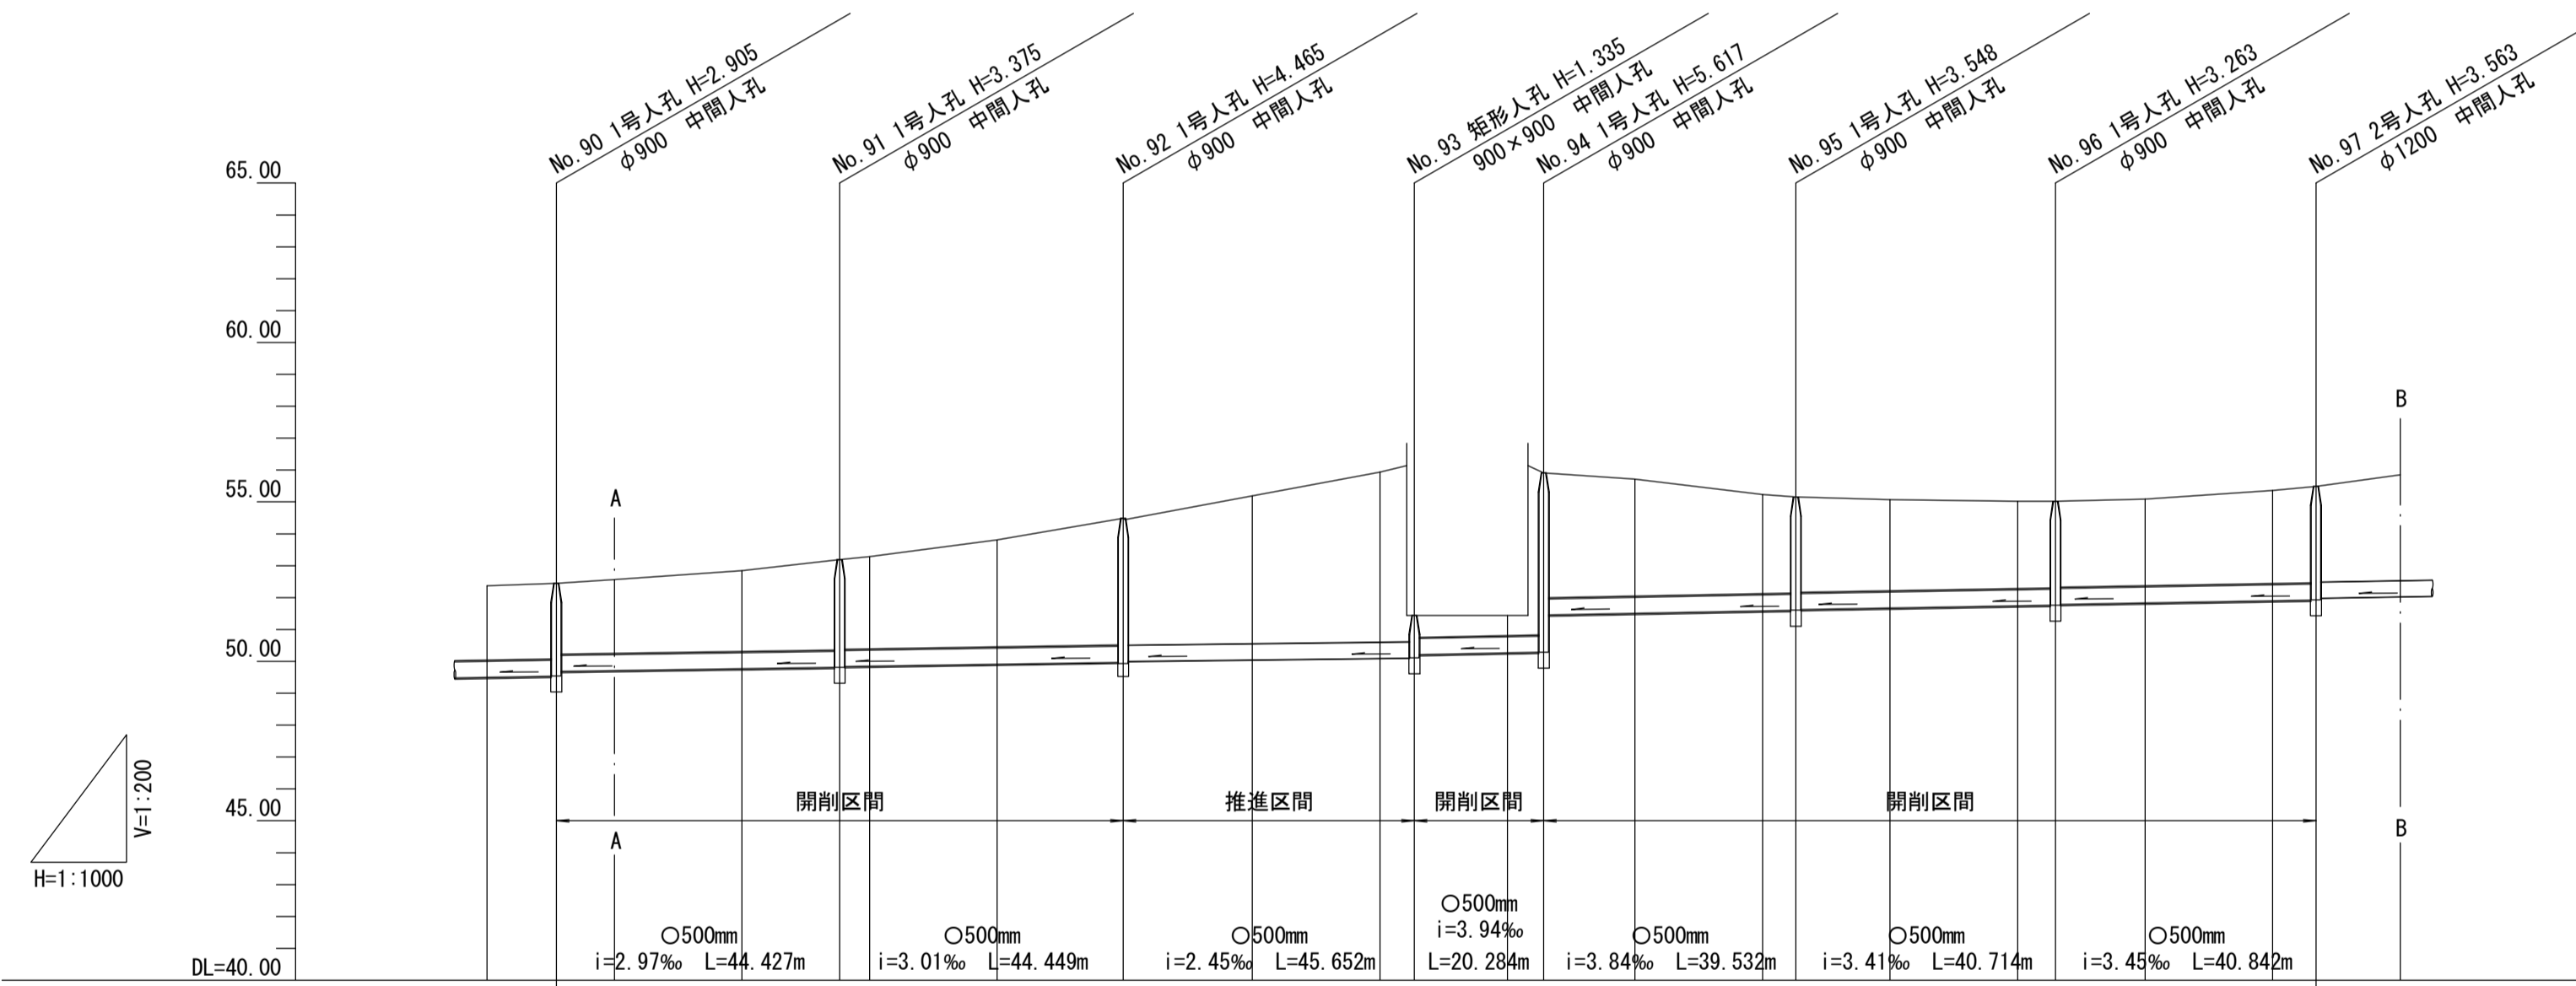 No.90 1号人孔 H=2.905
φ900 中間人孔
No.91 1号人孔 H=3.375
φ900 中間人孔
No.92 1号人孔 H=4.465
φ900 中間人孔
No.93 矩形人孔 H=1.335
900×900 中間人孔
No.94 1号人孔 H=5.617
φ900 中間人孔
No.95 1号人孔 H=3.548
φ900 中間人孔
No.96 1号人孔 H=3.263
φ900 中間人孔
No.97 2号人孔 H=3.563
φ1200 中間人孔
65.00
60.00
55.00
50.00
45.00
DL=40.00
A
A
B
B
V=1:200
H=1:1000
開削区間
推進区間
開削区間
開削区間
○500mm
i=2.97‰ L=44.427m
○500mm
i=3.01‰ L=44.449m
○500mm
i=2.45‰ L=45.652m
○500mm
i=3.94‰
L=20.284m
○500mm
i=3.84‰ L=39.532m
○500mm
i=3.41‰ L=40.714m
○500mm
i=3.45‰ L=40.842m